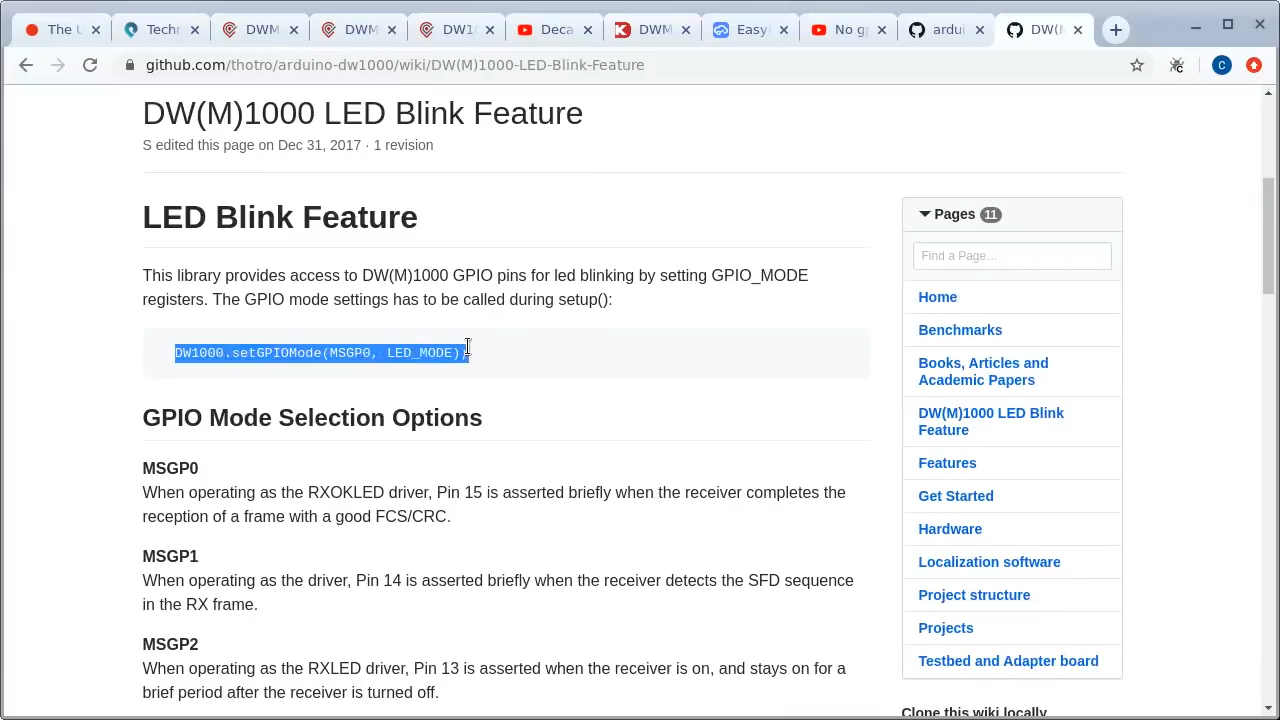 The U
Techn
DWM
DWM
DW10
Deca
DWM
EasyI
No gp
ardui
DW(M
github.com/thotro/arduino-dw1000/wiki/DW(M)1000-LED-Blink-Feature
C
DW(M)1000 LED Blink Feature
S edited this page on Dec 31, 2017 · 1 revision
LED Blink Feature
This library provides access to DW(M)1000 GPIO pins for led blinking by setting GPIO_MODE
registers. The GPIO mode settings has to be called during setup():
DW1000.setGPIOMode(MSGP0, LED_MODE);
GPIO Mode Selection Options
MSGP0
When operating as the RXOKLED driver, Pin 15 is asserted briefly when the receiver completes the
reception of a frame with a good FCS/CRC.
MSGP1
When operating as the driver, Pin 14 is asserted briefly when the receiver detects the SFD sequence
in the RX frame.
MSGP2
When operating as the RXLED driver, Pin 13 is asserted when the receiver is on, and stays on for a
brief period after the receiver is turned off.
Pages 11
Find a Page…
Home
Benchmarks
Books, Articles and
Academic Papers
DW(M)1000 LED Blink
Feature
Features
Get Started
Hardware
Localization software
Project structure
Projects
Testbed and Adapter board
Clone this wiki locally